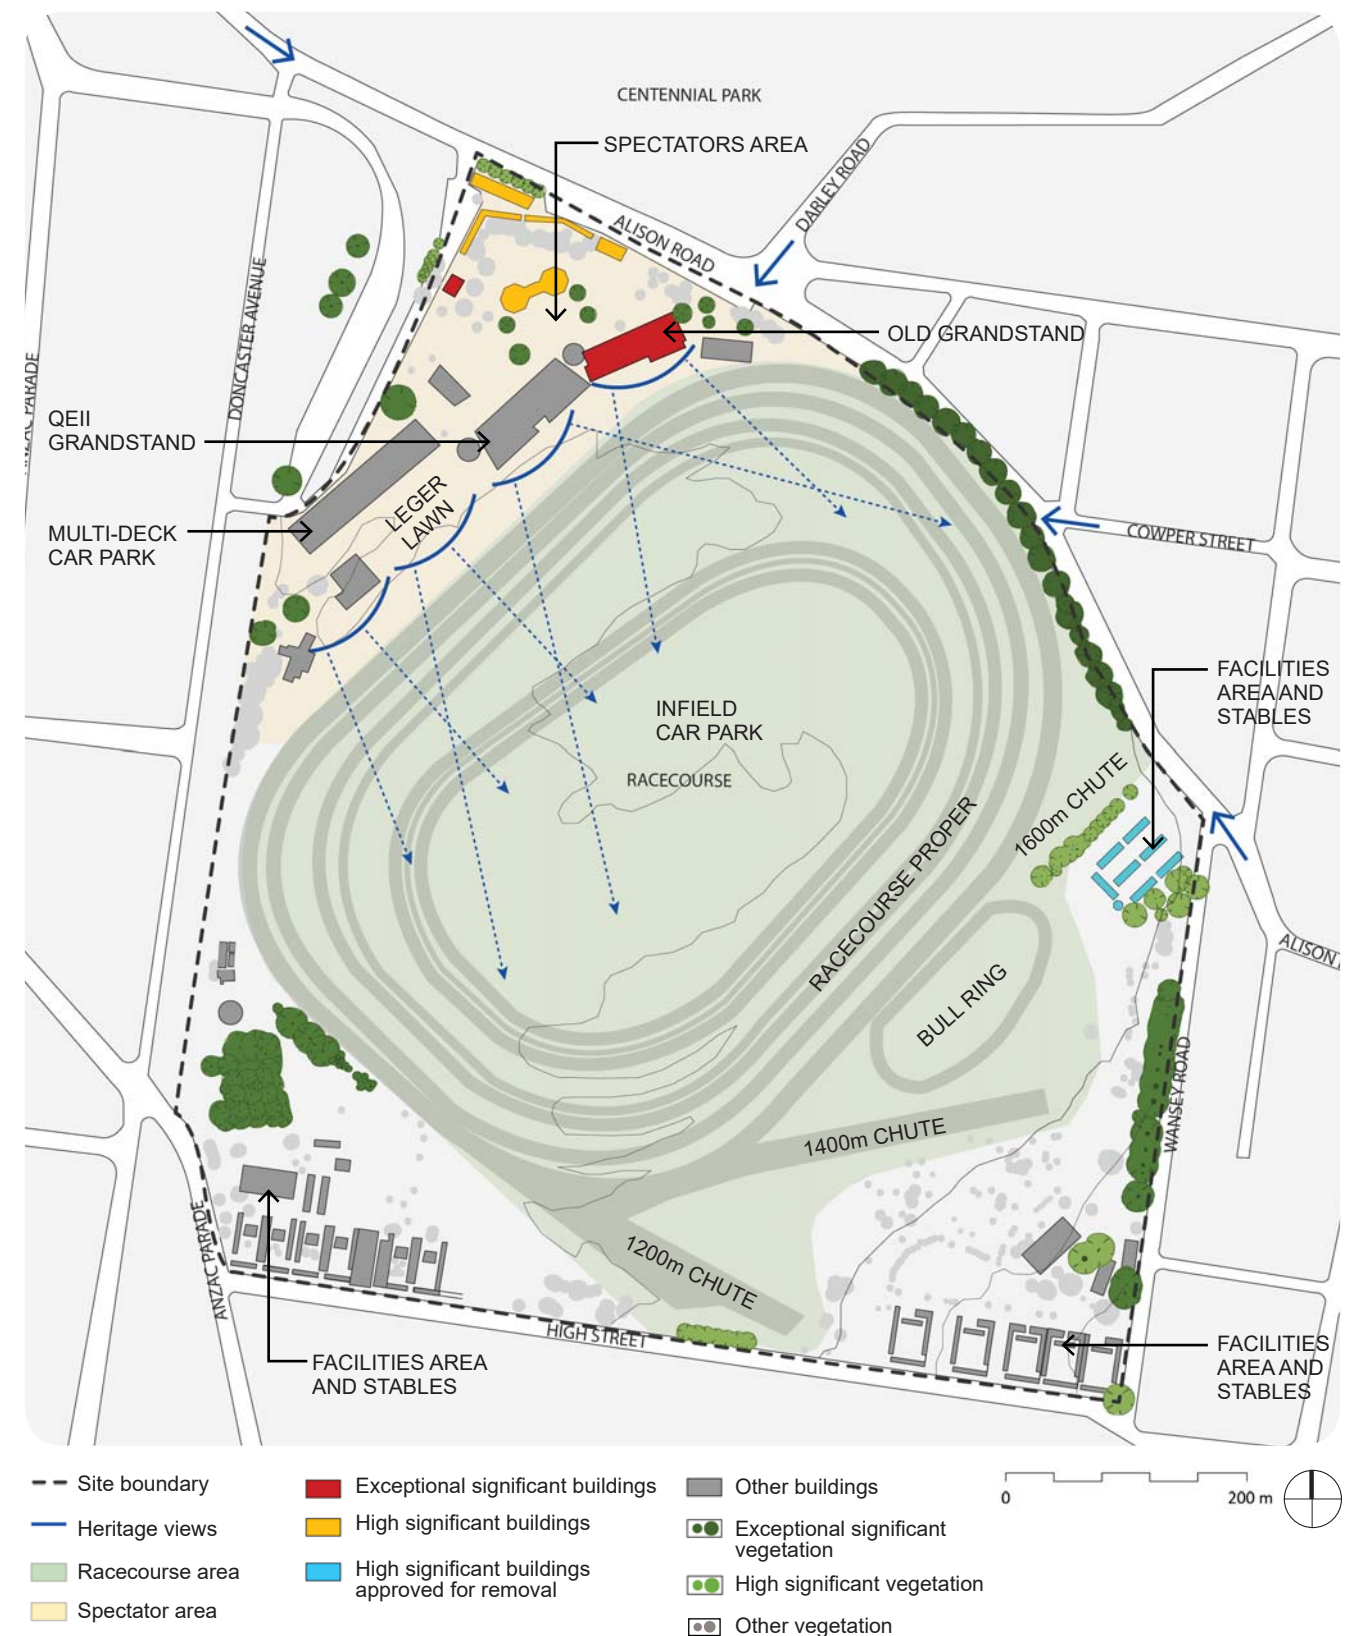 CENTENNIAL PARK
SPECTATORS AREA
DARLEY ROAD
ALISON ROAD
DONCASTER AVENUE
OLD GRANDSTAND
QEII
GRANDSTAND
LEGER
LAWN
MULTI-DECK
CAR PARK
COWPER STREET
FACILITIES
AREA AND
STABLES
INFIELD
CAR PARK
RACECOURSE
1600m CHUTE
RACECOURSE PROPER
BULL RING
ALISON
WANSEY ROAD
1400m CHUTE
1200m CHUTE
ANZAC PARADE
HIGH STREET
FACILITIES AREA
AND STABLES
FACILITIES
AREA AND
STABLES
Site boundary
Heritage views
Racecourse area
Spectator area
Exceptional significant buildings
High significant buildings
High significant buildings
approved for removal
Other buildings
Exceptional significant
vegetation
High significant vegetation
Other vegetation
0 200 m